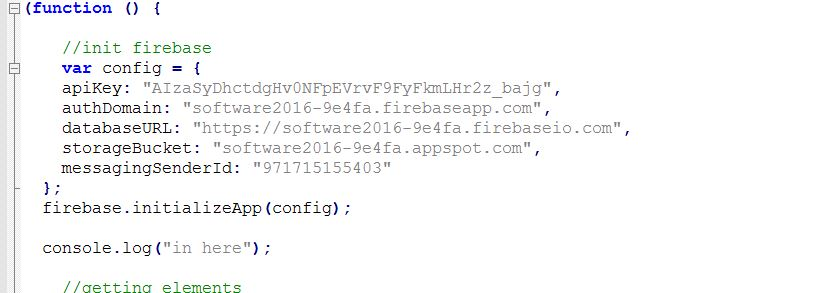 (function () {
//init firebase
var config = {
apiKey: "AIzaSyDhctdgHv0NFpEVrvF9FyFkmLHr2z_bajg",
authDomain: "software2016-9e4fa.firebaseapp.com",
databaseURL: "https://software2016-9e4fa.firebaseio.com",
storageBucket: "software2016-9e4fa.appspot.com",
messagingSenderId: "971715155403"
};
firebase.initializeApp(config);
console.log("in here");
//getting elements